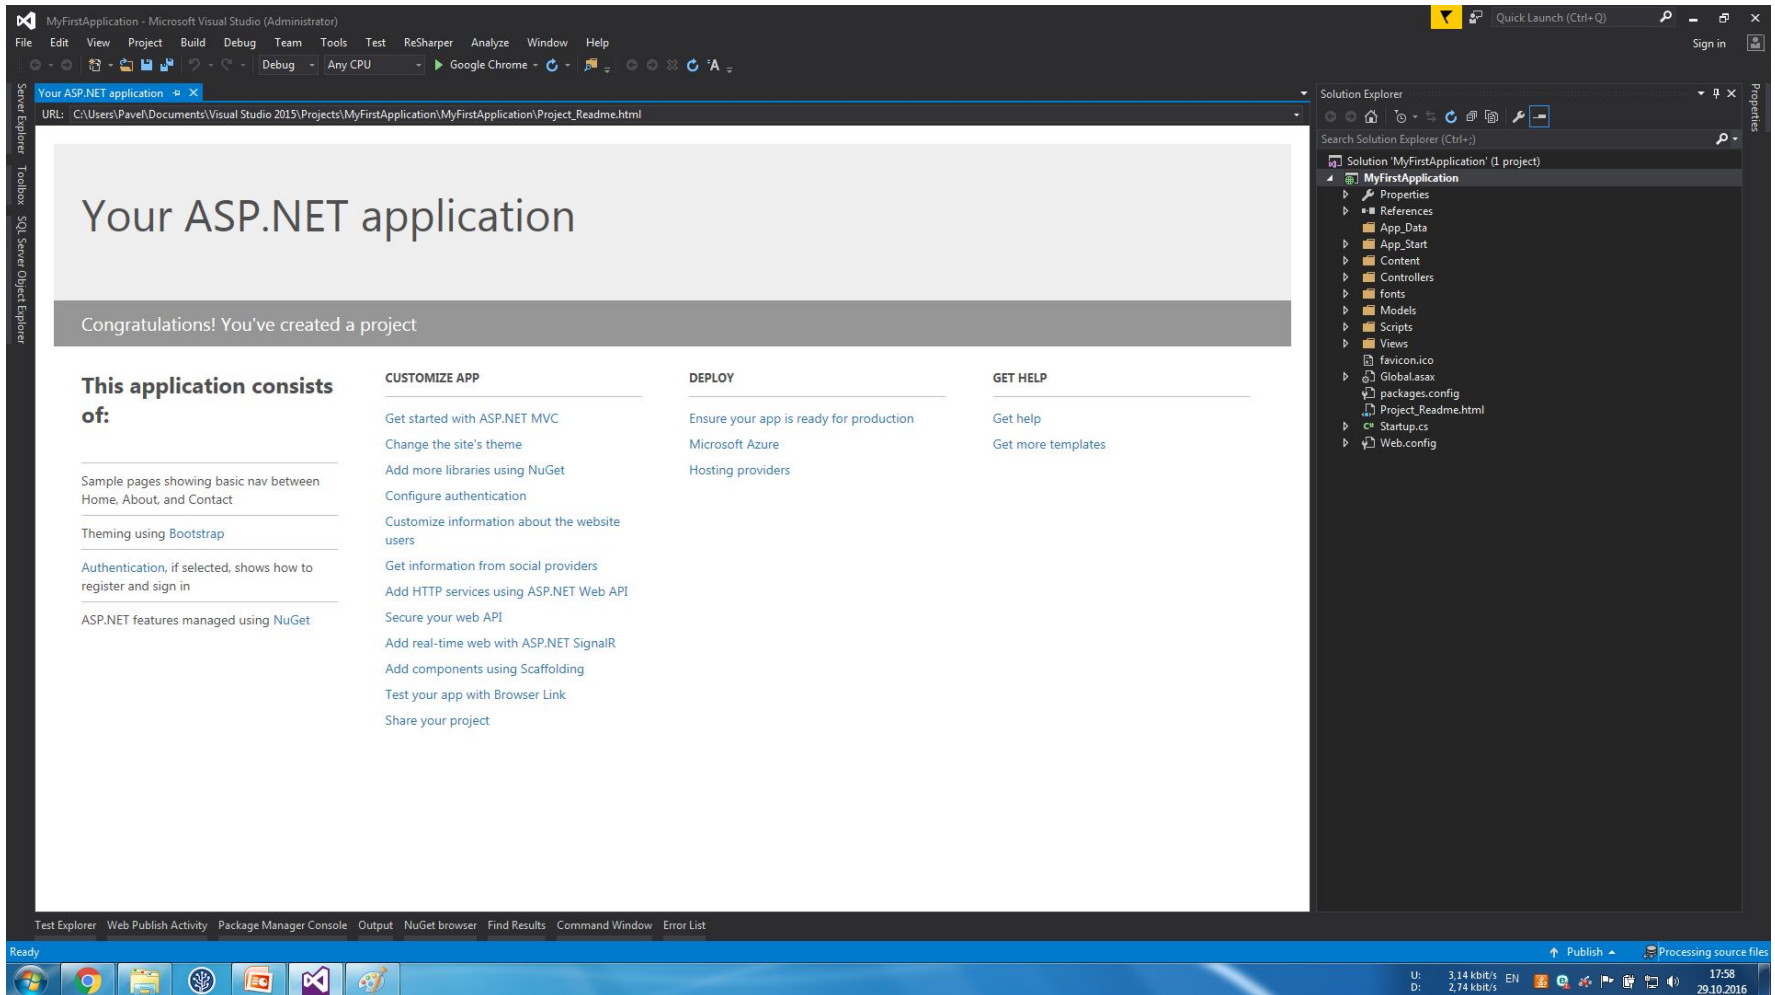 MyFirstApplication - Microsoft Visual Studio (Administrator)
Quick Launch (Ctrl+Q)
File Edit View Project Build Debug Team Tools Test ReSharper Analyze Window Help
Sign in
Debug Any CPU Google Chrome
Your ASP.NET application
URL: C:\Users\Pavel\Documents\Visual Studio 2015\Projects\MyFirstApplication\MyFirstApplication\Project_Readme.html
Server Explorer
Toolbox
SQL Server Object Explorer
Your ASP.NET application
Congratulations! You've created a project
This application consists
of:
Sample pages showing basic nav between
Home, About, and Contact
Theming using Bootstrap
Authentication, if selected, shows how to
register and sign in
ASP.NET features managed using NuGet
CUSTOMIZE APP
Get started with ASP.NET MVC
Change the site's theme
Add more libraries using NuGet
Configure authentication
Customize information about the website
users
Get information from social providers
Add HTTP services using ASP.NET Web API
Secure your web API
Add real-time web with ASP.NET SignalR
Add components using Scaffolding
Test your app with Browser Link
Share your project
DEPLOY
Ensure your app is ready for production
Microsoft Azure
Hosting providers
GET HELP
Get help
Get more templates
Solution Explorer
Search Solution Explorer (Ctrl+;)
Solution 'MyFirstApplication' (1 project)
MyFirstApplication
Properties
References
App_Data
App_Start
Content
Controllers
fonts
Models
Scripts
Views
favicon.ico
Global.asax
packages.config
Project_Readme.html
C# Startup.cs
Web.config
Properties
Test Explorer Web Publish Activity Package Manager Console Output NuGet browser Find Results Command Window Error List
Ready
Publish
Processing source files
U: 3,14 kbit/s
D: 2,74 kbit/s
EN
17:58
29.10.2016